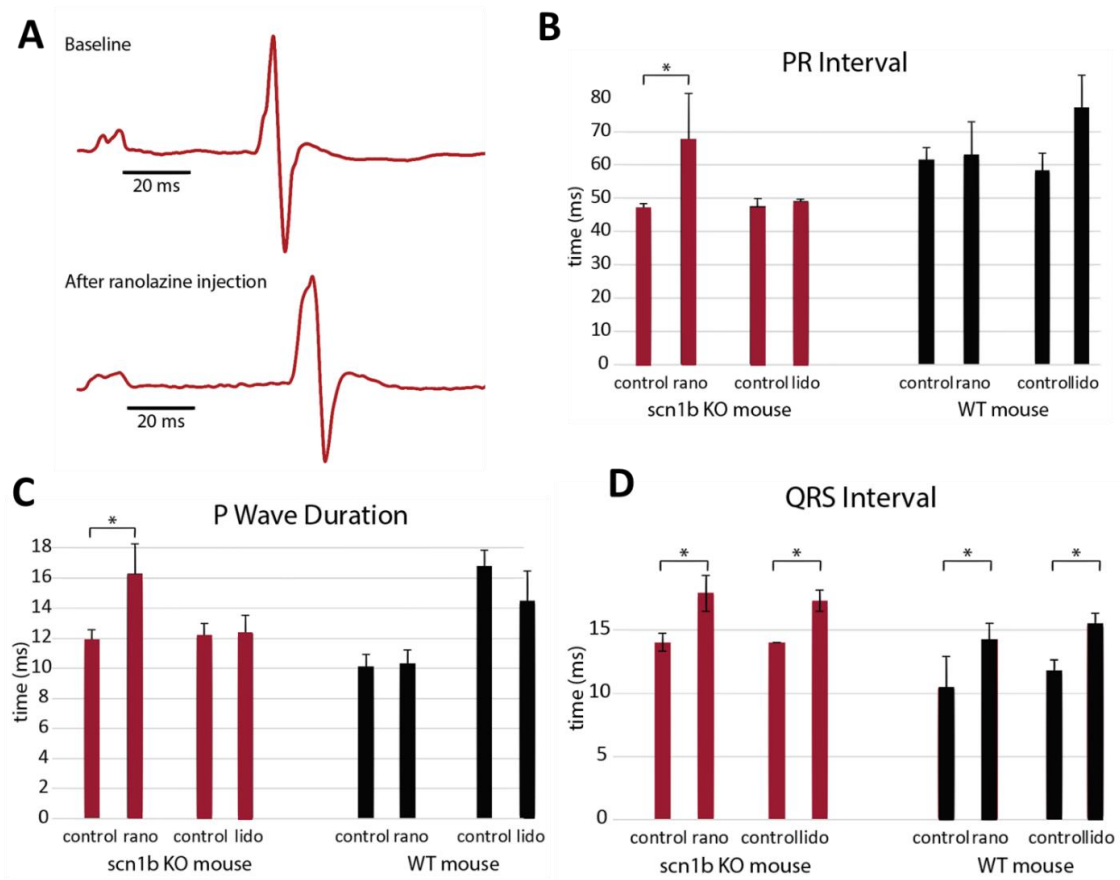 A
Baseline
20 ms
After ranolazine injection
20 ms
B
PR Interval
*
80
70
60
50
40
30
20
10
0
time (ms)
control rano
control lido
control rano
controllido
scn1b KO mouse
WT mouse
C
P Wave Duration
*
18
16
14
12
10
8
6
4
2
0
time (ms)
control rano
control lido
control rano
control lido
scn1b KO mouse
WT mouse
D
QRS Interval
*
*
*
*
15
10
5
0
time (ms)
control rano
controllido
control rano
controllido
scn1b KO mouse
WT mouse